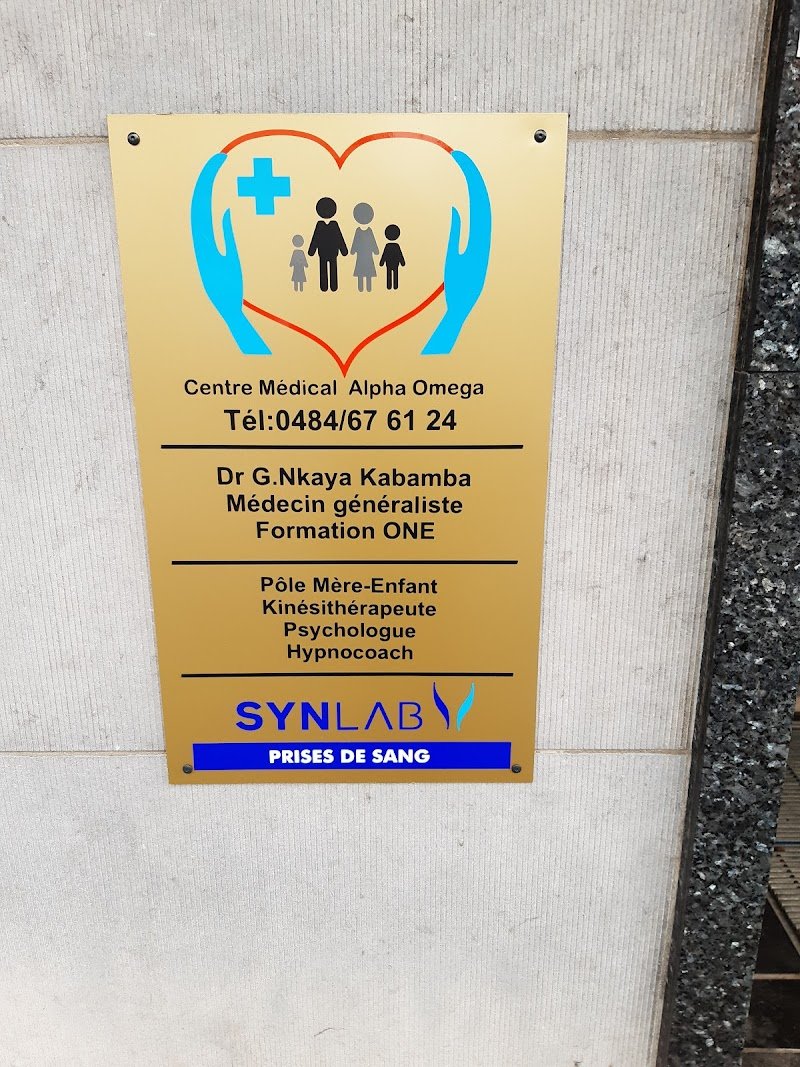 Centre Médical Alpha Omega
Tél:0484/67 61 24
Dr G.Nkaya Kabamba
Médecin généraliste
Formation ONE
Pôle Mère-Enfant
Kinésithérapeute
Psychologue
Hypnocoach
SYNLAB
PRISES DE SANG